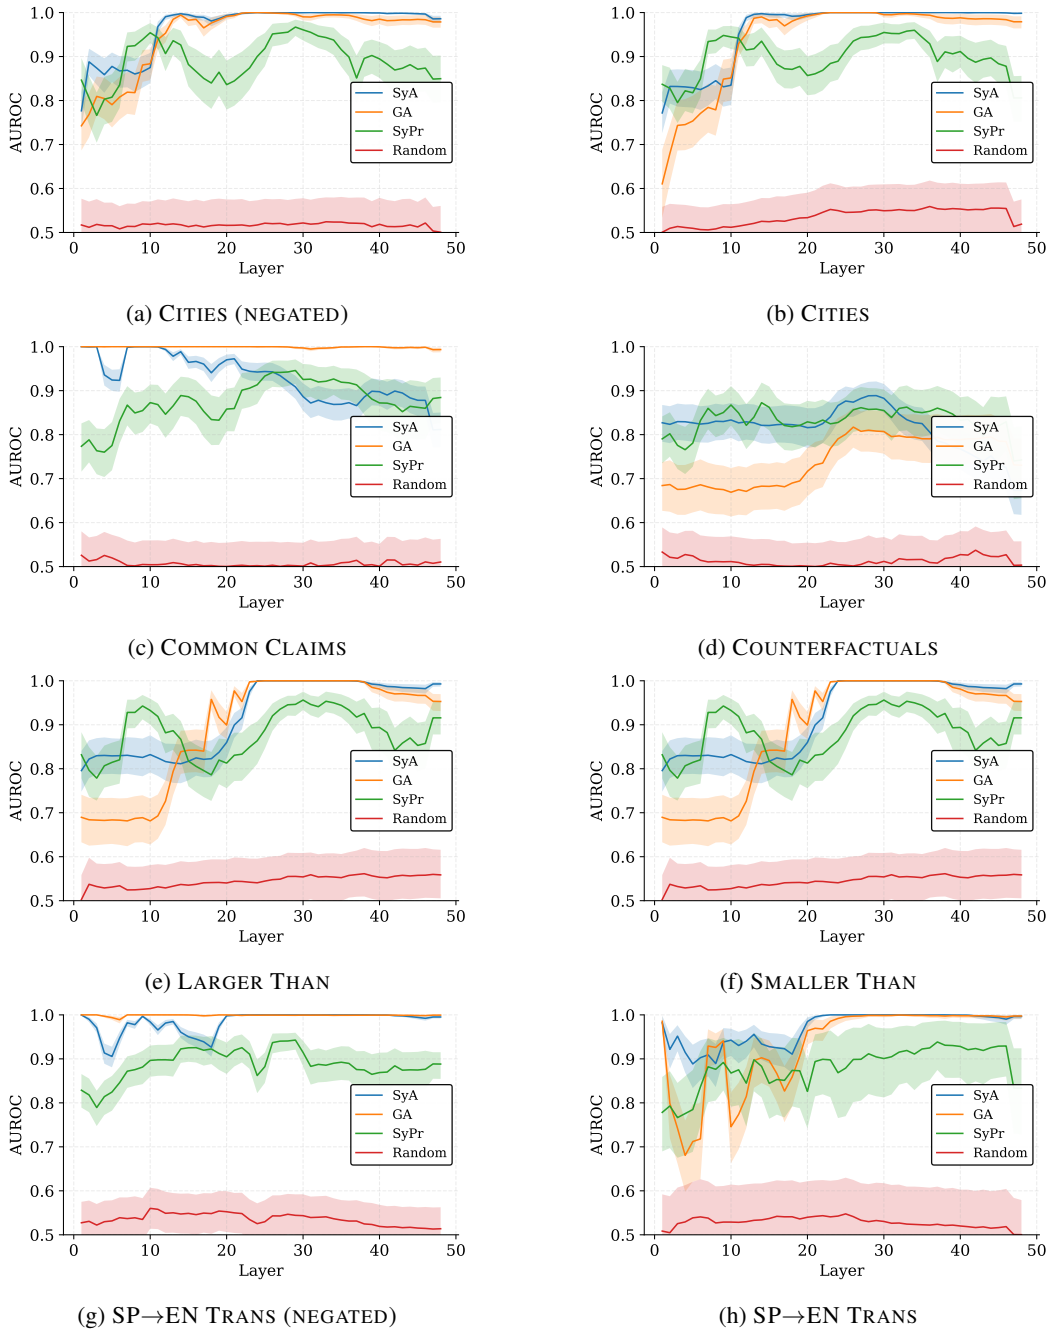 1.0
0.9
0.8
0.7
0.6
0.5
AUROC
0 10 20 30 40 50
Layer
SyA
GA
SyPr
Random
(a) CITIES (NEGATED)
1.0
0.9
0.8
0.7
0.6
0.5
AUROC
0 10 20 30 40 50
Layer
SyA
GA
SyPr
Random
(b) CITIES
1.0
0.9
0.8
0.7
0.6
0.5
AUROC
0 10 20 30 40 50
Layer
SyA
GA
SyPr
Random
(c) COMMON CLAIMS
1.0
0.9
0.8
0.7
0.6
0.5
AUROC
0 10 20 30 40 50
Layer
SyA
GA
SyPr
Random
(d) COUNTERFACTUALS
1.0
0.9
0.8
0.7
0.6
0.5
AUROC
0 10 20 30 40 50
Layer
SyA
GA
SyPr
Random
(e) LARGER THAN
1.0
0.9
0.8
0.7
0.6
0.5
AUROC
0 10 20 30 40 50
Layer
SyA
GA
SyPr
Random
(f) SMALLER THAN
1.0
0.9
0.8
0.7
0.6
0.5
AUROC
0 10 20 30 40 50
Layer
SyA
GA
SyPr
Random
(g) SP→EN TRANS (NEGATED)
1.0
0.9
0.8
0.7
0.6
0.5
AUROC
0 10 20 30 40 50
Layer
SyA
GA
SyPr
Random
(h) SP→EN TRANS